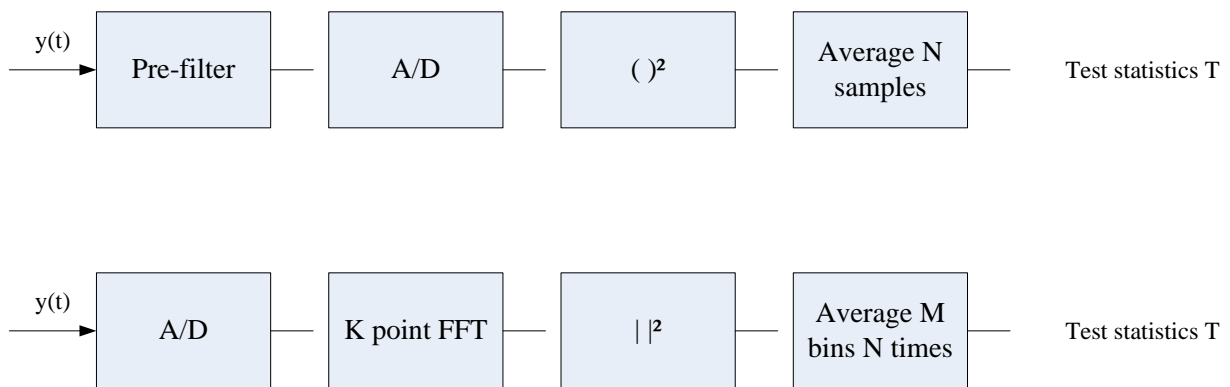 y(t)
Pre-filter
A/D
( )²
Average N
samples
Test statistics T
y(t)
A/D
K point FFT
| |²
Average M
bins N times
Test statistics T